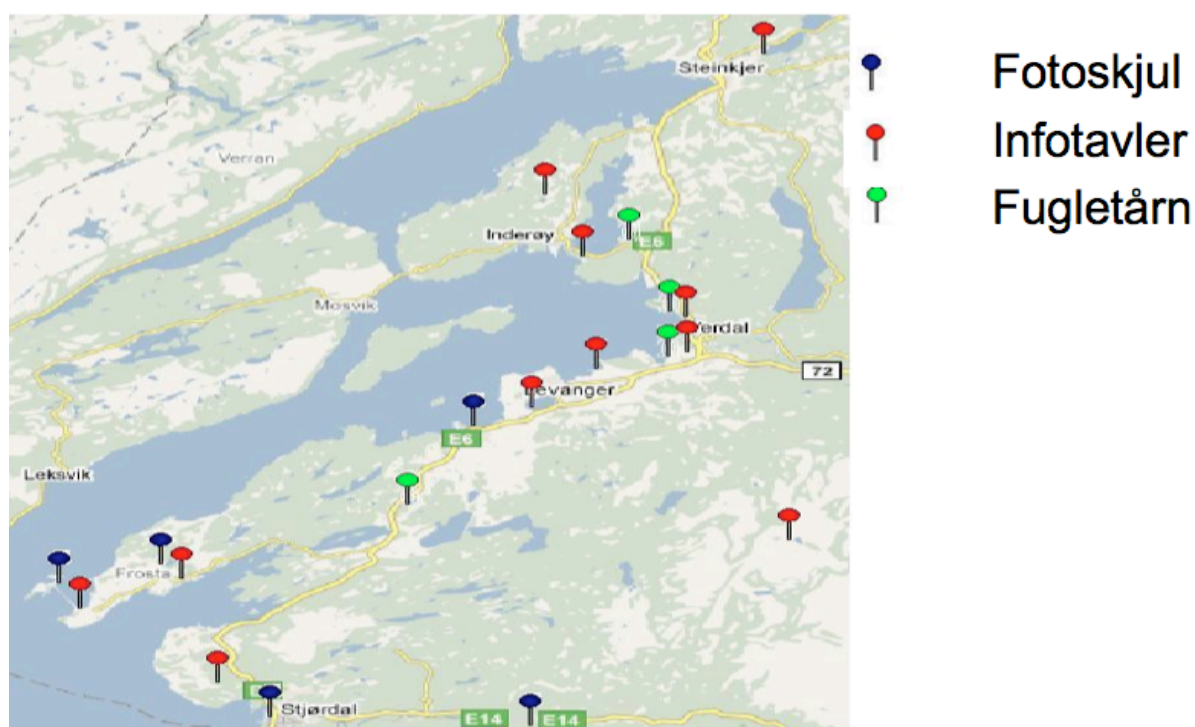 Steinkjer
Fotoskjul
Infotavler
Verran
Fugletårn
Inderøy
E6
Mosvik
Verdal
72
Levanger
E6
Leksvik
Frosta
Stjørdal
E14
E14